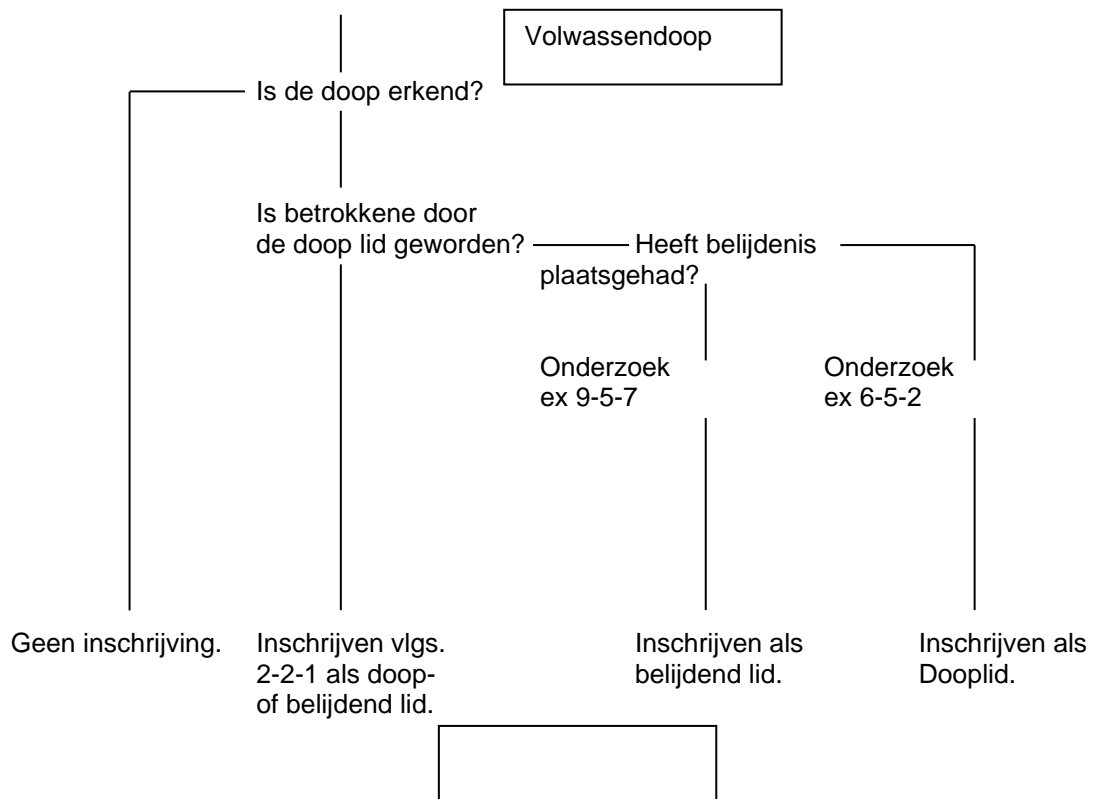 Volwassendoop
Is de doop erkend?
Is betrokkene door
de doop lid geworden?
Heeft belijdenis
plaatsgehad?
Onderzoek
ex 9-5-7
Onderzoek
ex 6-5-2
Geen inschrijving.
Inschrijven vlgs.
2-2-1 als doop-
of belijdend lid.
Inschrijven als
belijdend lid.
Inschrijven als
Dooplid.